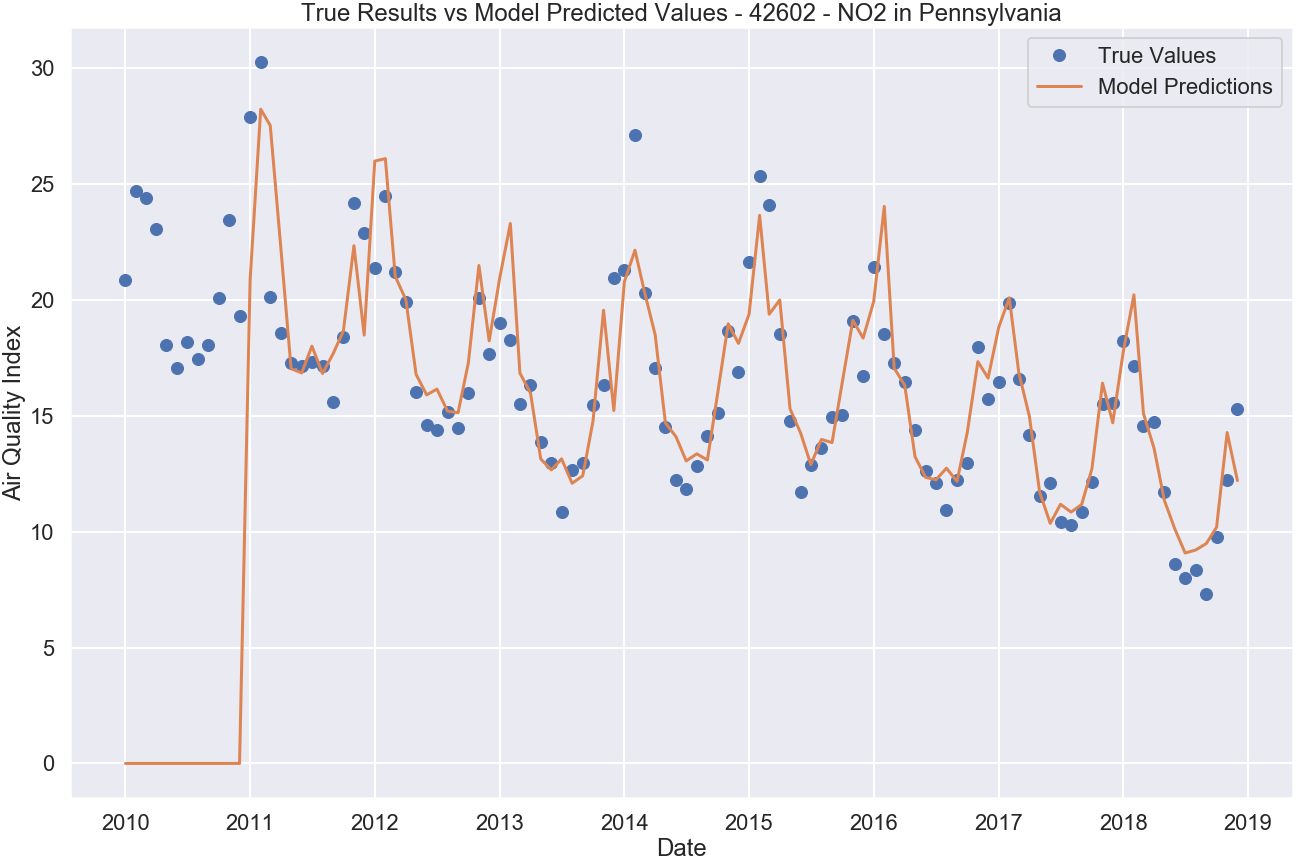 True Results vs Model Predicted Values - 42602 - NO2 in Pennsylvania
True Values
Model Predictions
30
25
20
15
10
5
0
Air Quality Index
2010 2011 2012 2013 2014 2015 2016 2017 2018 2019
Date